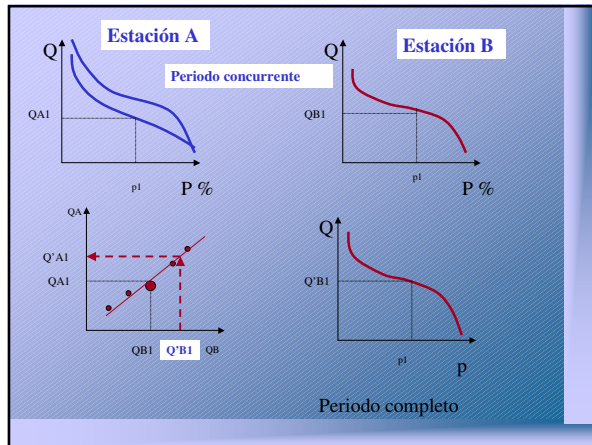 Estación A
Estación B
Q
Periodo concurrente
Q
QA1
QB1
p1
P %
p1
P %
QA
Q'A1
QA1
QB1
Q'B1
QB
Q
Q'B1
p1
p
Periodo completo